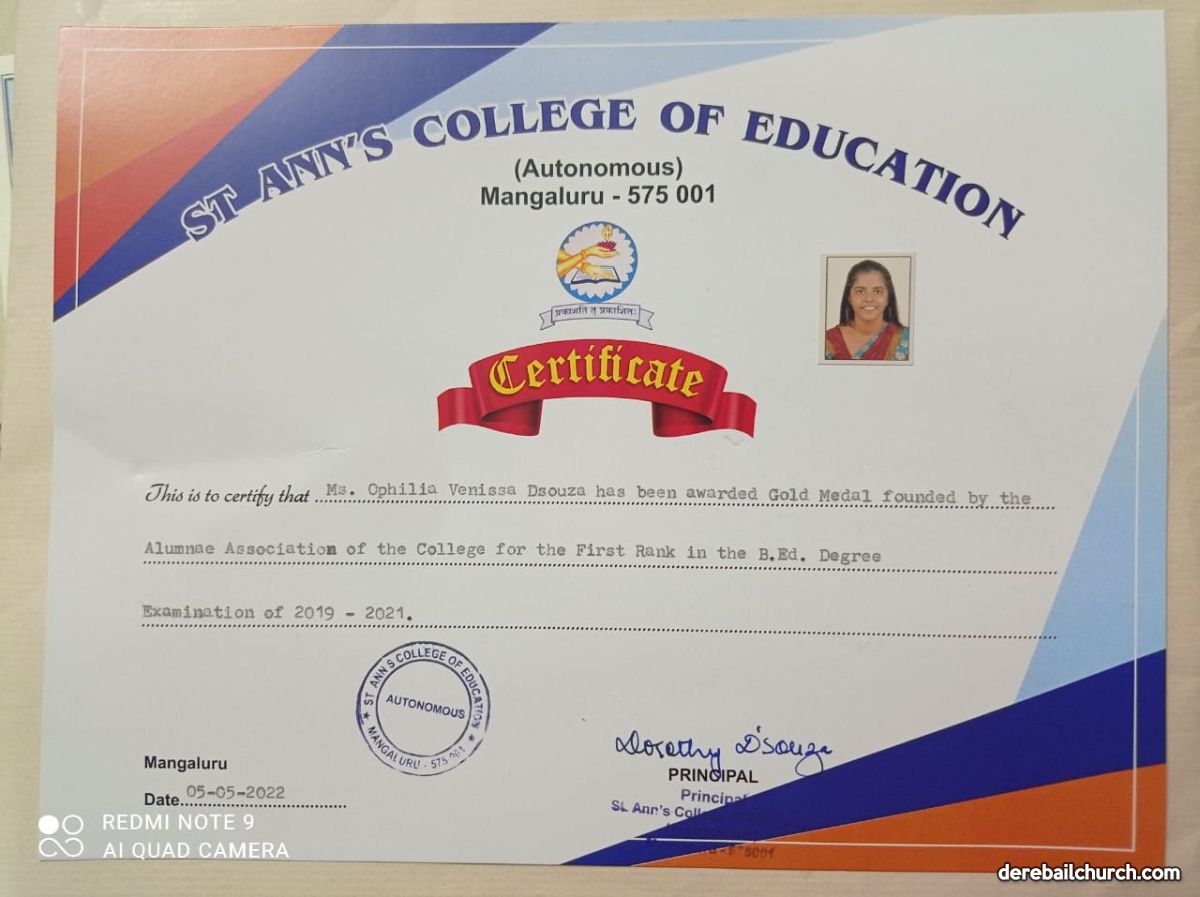 ST ANN'S COLLEGE OF EDUCATION
(Autonomous)
Mangaluru - 575 001
प्रकाशति तु प्रकाशितः
Certificate
This is to certify that Ms. Ophilia Venissa Dsouza has been awarded Gold Medal founded by the
Alumnae Association of the College for the First Rank in the B.Ed. Degree
Examination of 2019 - 2021.
ST ANN'S COLLEGE OF EDUCATION
AUTONOMOUS
MANGALURU - 575 001
Dorothy D'souza
PRINCIPAL
Principal
Mangaluru
Date 05-05-2022
REDMI NOTE 9
AI QUAD CAMERA
derebailchurch.com